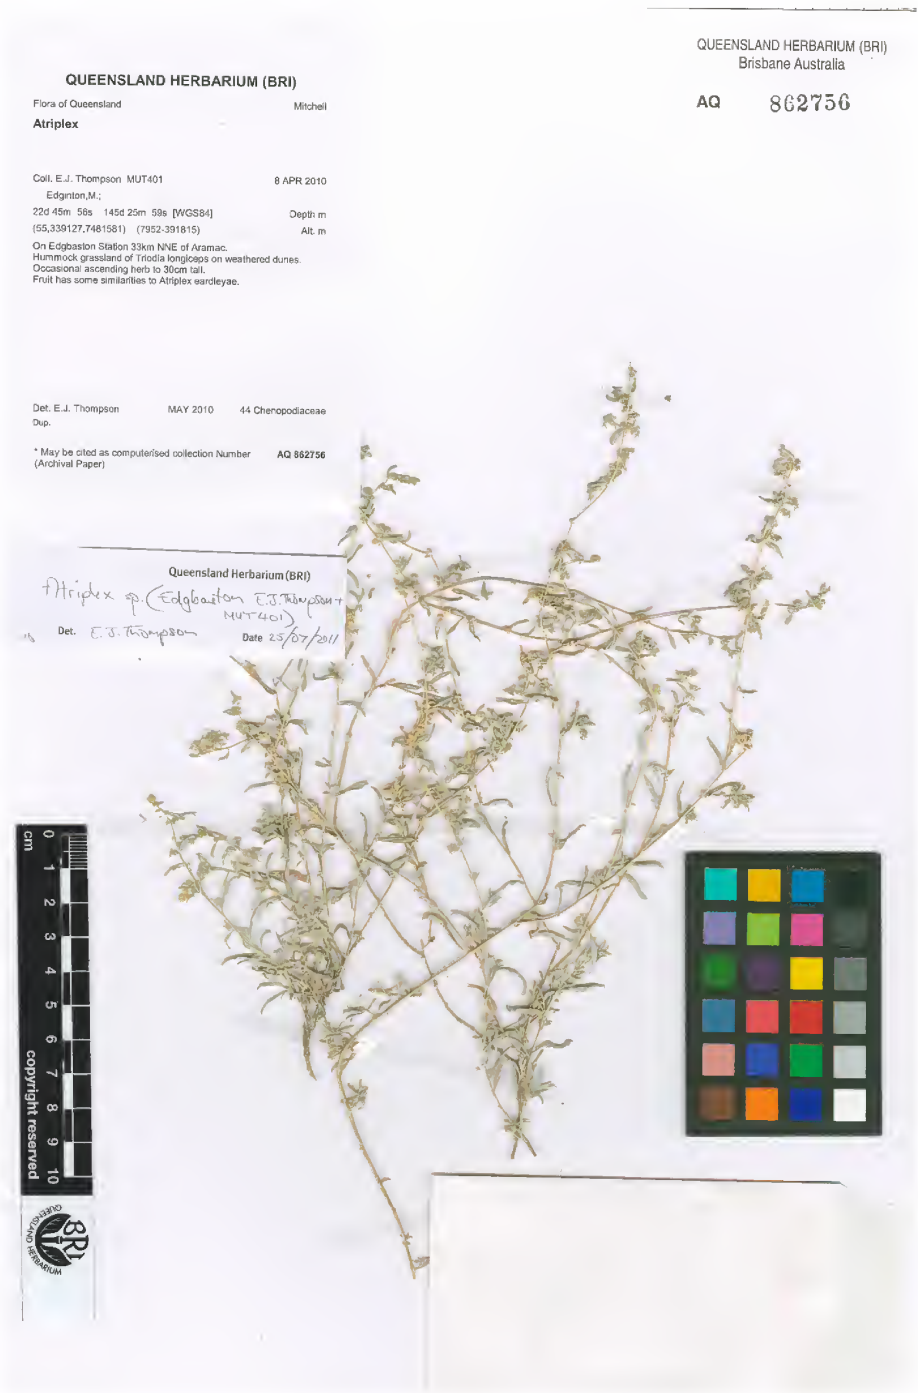 QUEENSLAND HERBARIUM (BRI)
Brisbane Australia
AQ 862756
QUEENSLAND HERBARIUM (BRI)
Flora of Queensland Mitchell
Atriplex
Coll. E.J. Thompson MUT401 8 APR 2010
Edginton,M.;
22d 45m 56s 145d 25m 59s [WGS84] Depth m
(55,339127,7481581) (7952-391815) Alt. m
On Edgbaston Station 33km NNE of Aramac.
Hummock grassland of Triodia longiceps on weathered dunes.
Occasional ascending herb to 30cm tall.
Fruit has some similarities to Atriplex eardleyae.
Det. E.J. Thompson MAY 2010 44 Chenopodiaceae
Dup.
* May be cited as computerised collection Number AQ 862756
(Archival Paper)
Queensland Herbarium (BRI)
Atriplex sp. (Edgbaston E.J.Thompson+
MUT401)
Det. E.J. Thompson Date 25/07/2011
cm 0 1 2 3 4 5 6 7 8 9 10
copyright reserved
BRI
QUEENSLAND HERBARIUM